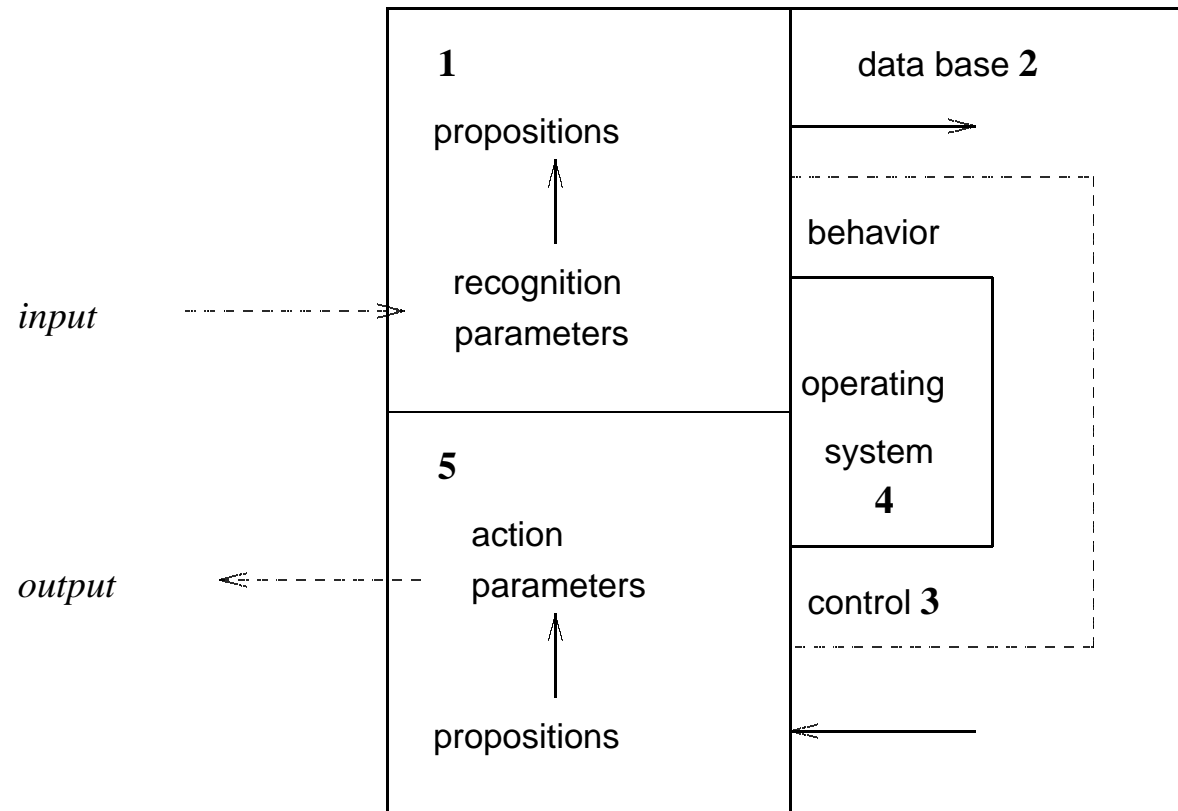 1
propositions
recognition
parameters
input
data base 2
behavior
operating
system
4
control 3
5
action
parameters
propositions
output